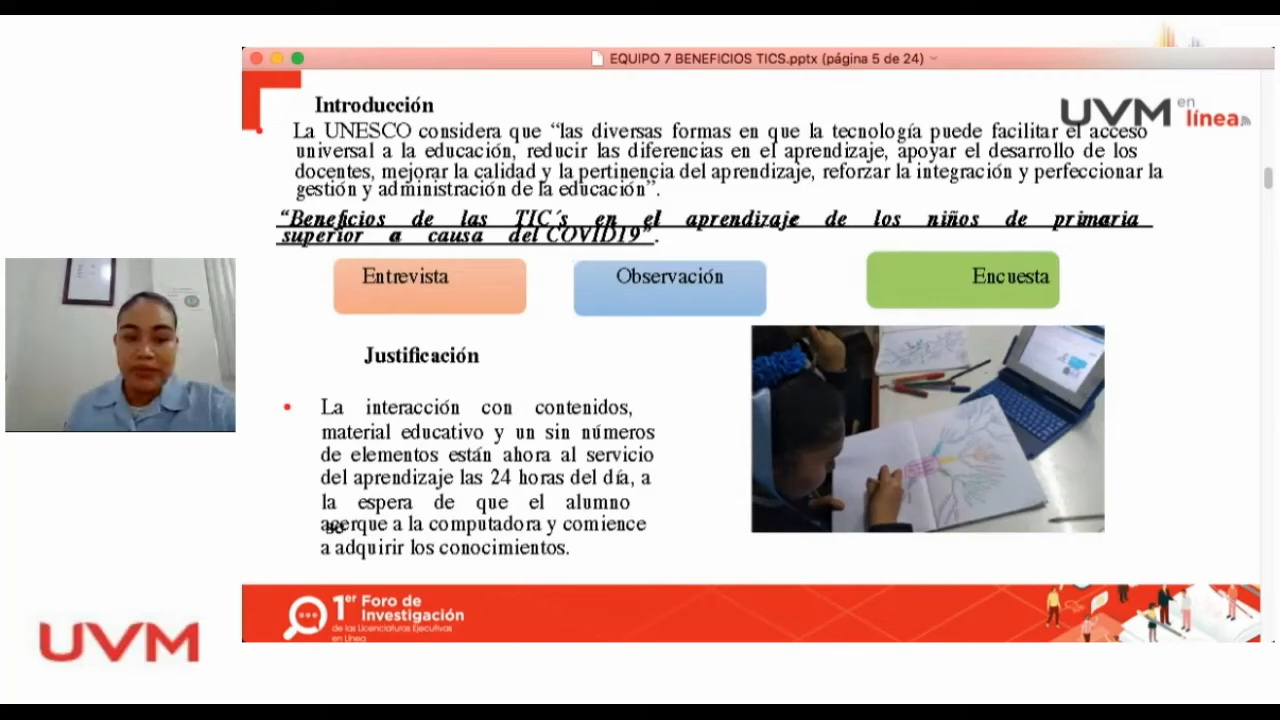 EQUIPO 7 BENEFICIOS TICS.pptx (página 5 de 24)
Introducción
UVM en línea
La UNESCO considera que “las diversas formas en que la tecnología puede facilitar el acceso
universal a la educación, reducir las diferencias en el aprendizaje, apoyar el desarrollo de los
docentes, mejorar la calidad y la pertinencia del aprendizaje, reforzar la integración y perfeccionar la
gestión y administración de la educación”.
“Beneficios de las TIC´s en el aprendizaje de los niños de primaria
superior a causa del COVID19”.
Entrevista
Observación
Encuesta
Justificación
• La interacción con contenidos,
material educativo y un sin números
de elementos están ahora al servicio
del aprendizaje las 24 horas del día, a
la espera de que el alumno
se acerque a la computadora y comience
a adquirir los conocimientos.
1er Foro de
Investigación
de las Licenciaturas Ejecutivas
en Línea
UVM